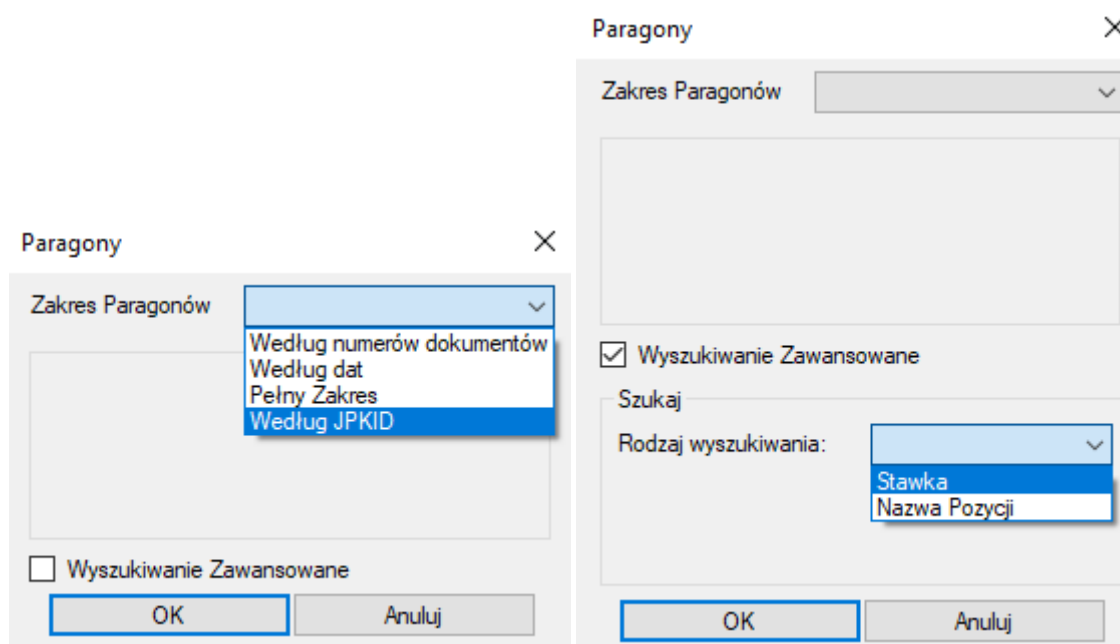 Paragony
Zakres Paragonów
Według numerów dokumentów
Według dat
Pełny Zakres
Według JPKID
Wyszukiwanie Zawansowane
OK Anuluj
Paragony
Zakres Paragonów
Wyszukiwanie Zawansowane
Szukaj
Rodzaj wyszukiwania:
Stawka
Nazwa Pozycji
OK Anuluj